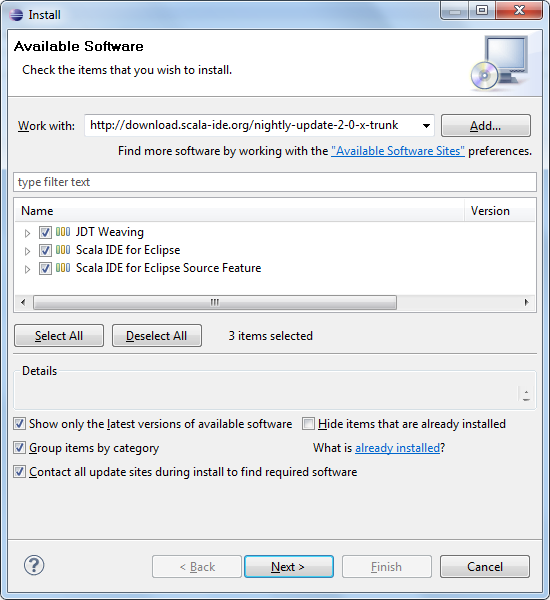 Install
Available Software
Check the items that you wish to install.
Work with: http://download.scala-ide.org/nightly-update-2-0-x-trunk Add...
Find more software by working with the "Available Software Sites" preferences.
type filter text
Name Version
JDT Weaving
Scala IDE for Eclipse
Scala IDE for Eclipse Source Feature
Select All Deselect All 3 items selected
Details
Show only the latest versions of available software Hide items that are already installed
Group items by category What is already installed?
Contact all update sites during install to find required software
? < Back Next > Finish Cancel